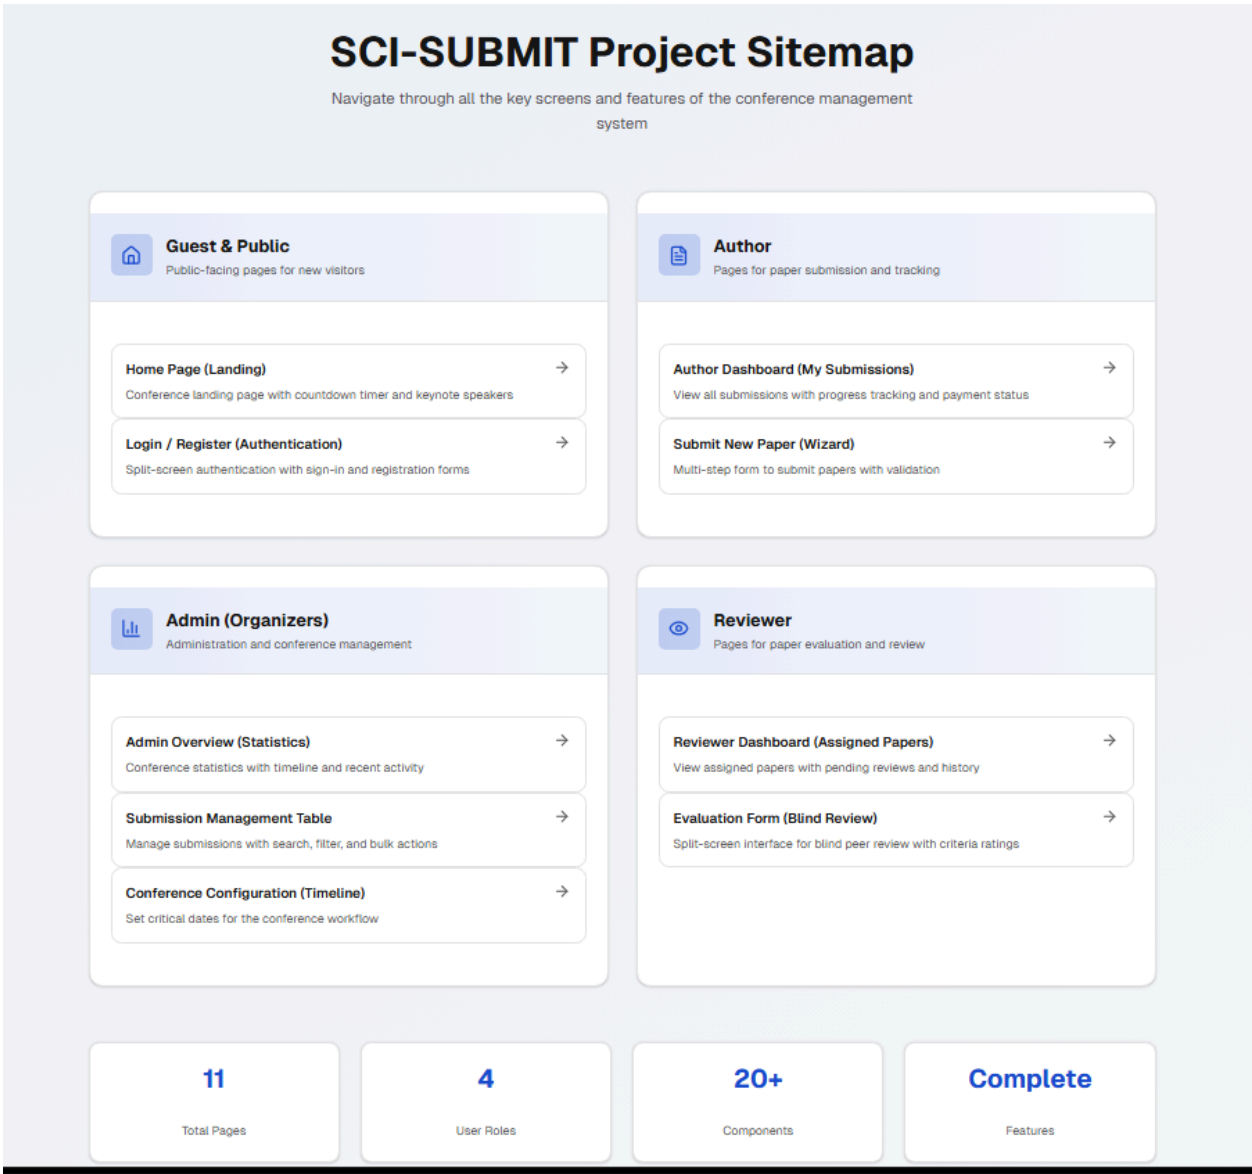 SCI-SUBMIT Project Sitemap
Navigate through all the key screens and features of the conference management
system
Guest & Public
Public-facing pages for new visitors
Home Page (Landing)
Conference landing page with countdown timer and keynote speakers
Login / Register (Authentication)
Split-screen authentication with sign-in and registration forms
Author
Pages for paper submission and tracking
Author Dashboard (My Submissions)
View all submissions with progress tracking and payment status
Submit New Paper (Wizard)
Multi-step form to submit papers with validation
Admin (Organizers)
Administration and conference management
Admin Overview (Statistics)
Conference statistics with timeline and recent activity
Submission Management Table
Manage submissions with search, filter, and bulk actions
Conference Configuration (Timeline)
Set critical dates for the conference workflow
Reviewer
Pages for paper evaluation and review
Reviewer Dashboard (Assigned Papers)
View assigned papers with pending reviews and history
Evaluation Form (Blind Review)
Split-screen interface for blind peer review with criteria ratings
11
Total Pages
4
User Roles
20+
Components
Complete
Features